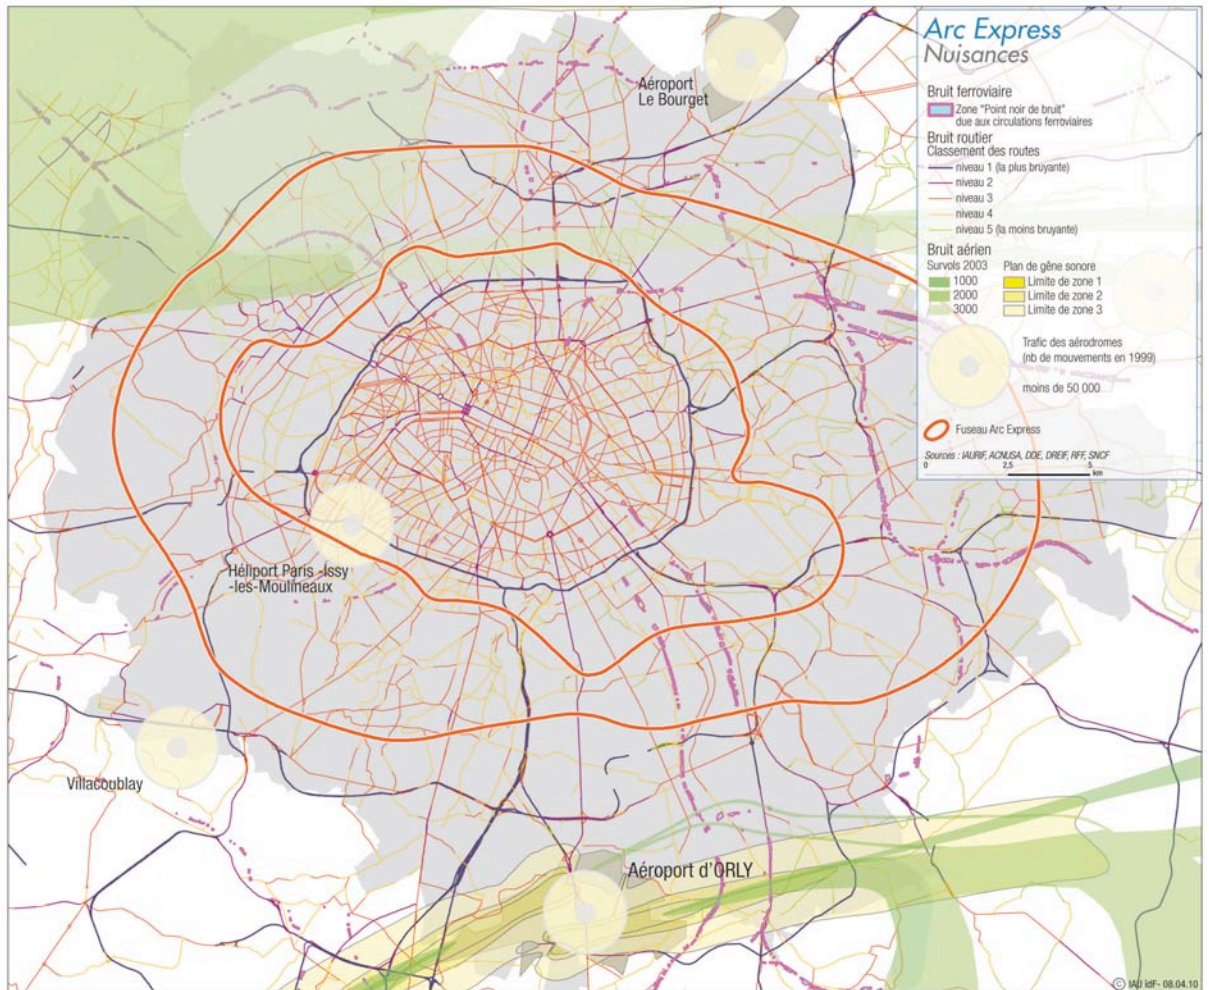 Arc Express
Nuisances
Bruit ferroviaire
Zone "Point noir de bruit"
due aux circulations ferroviaires
Bruit routier
Classement des routes
niveau 1 (la plus bruyante)
niveau 2
niveau 3
niveau 4
niveau 5 (la moins bruyante)
Bruit aérien
Survols 2003 Plan de gêne sonore
1000 Limite de zone 1
2000 Limite de zone 2
3000 Limite de zone 3
Trafic des aérodromes
(nb de mouvements en 1999)
moins de 50 000
Fuseau Arc Express
Sources : IAURIF, ACNUSA, DDE, DREIF, RFF, SNCF
0 2,5 5
km
Aéroport
Le Bourget
Héliport Paris -Issy
-les-Moulineaux
Villacoublay
Aéroport d'ORLY
© IAU îdF- 08.04.10